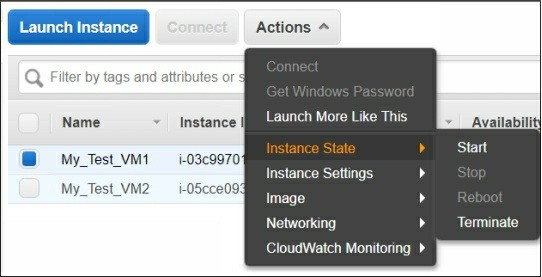 Launch Instance Connect Actions
Connect
Filter by tags and attributes or Get Windows Password
Launch More Like This
Name Instance Availability
Instance State Start
My_Test_VM1 i-03c99701 Instance Settings Stop
My_Test_VM2 i-05cce093 Image Reboot
Networking Terminate
CloudWatch Monitoring